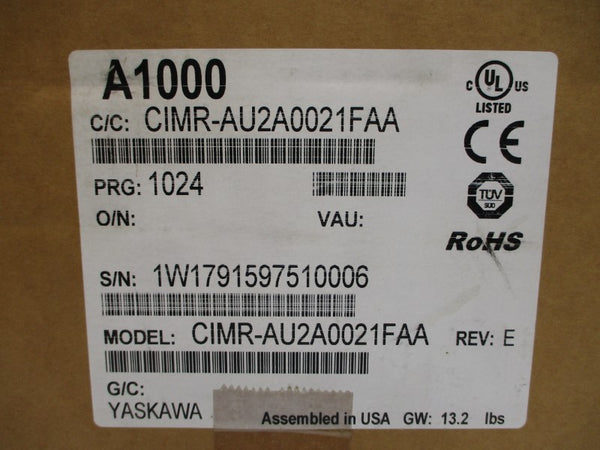 A1000
C/C: CIMR-AU2A0021FAA
PRG: 1024
O/N: VAU:
S/N: 1W1791597510006
MODEL: CIMR-AU2A0021FAA REV: E
G/C:
YASKAWA
Assembled in USA GW: 13.2 lbs
C UL US
LISTED
CE
TÜV
SÜD
RoHS